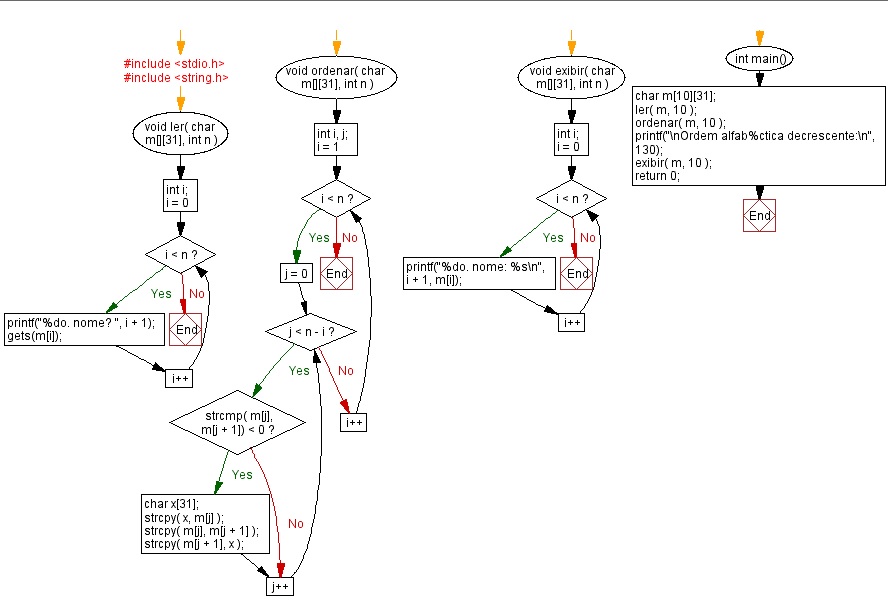 #include <stdio.h>
#include <string.h>
void ler( char
m[][31], int n )
int i;
i = 0
i < n ?
Yes
No
printf("%do. nome? ", i + 1);
gets(m[i]);
End
i++
void ordenar( char
m[][31], int n )
int i, j;
i = 1
i < n ?
Yes
No
j = 0
End
j < n - i ?
Yes
No
strcmp( m[j],
m[j + 1]) < 0 ?
i++
Yes
char x[31];
strcpy( x, m[j] );
strcpy( m[j], m[j + 1] );
strcpy( m[j + 1], x );
No
j++
void exibir( char
m[][31], int n )
int i;
i = 0
i < n ?
Yes
No
printf("%do. nome: %s\n",
i + 1, m[i]);
End
i++
int main()
char m[10][31];
ler( m, 10 );
ordenar( m, 10 );
printf("\nOrdem alfab%ctica decrescente:\n",
130);
exibir( m, 10 );
return 0;
End